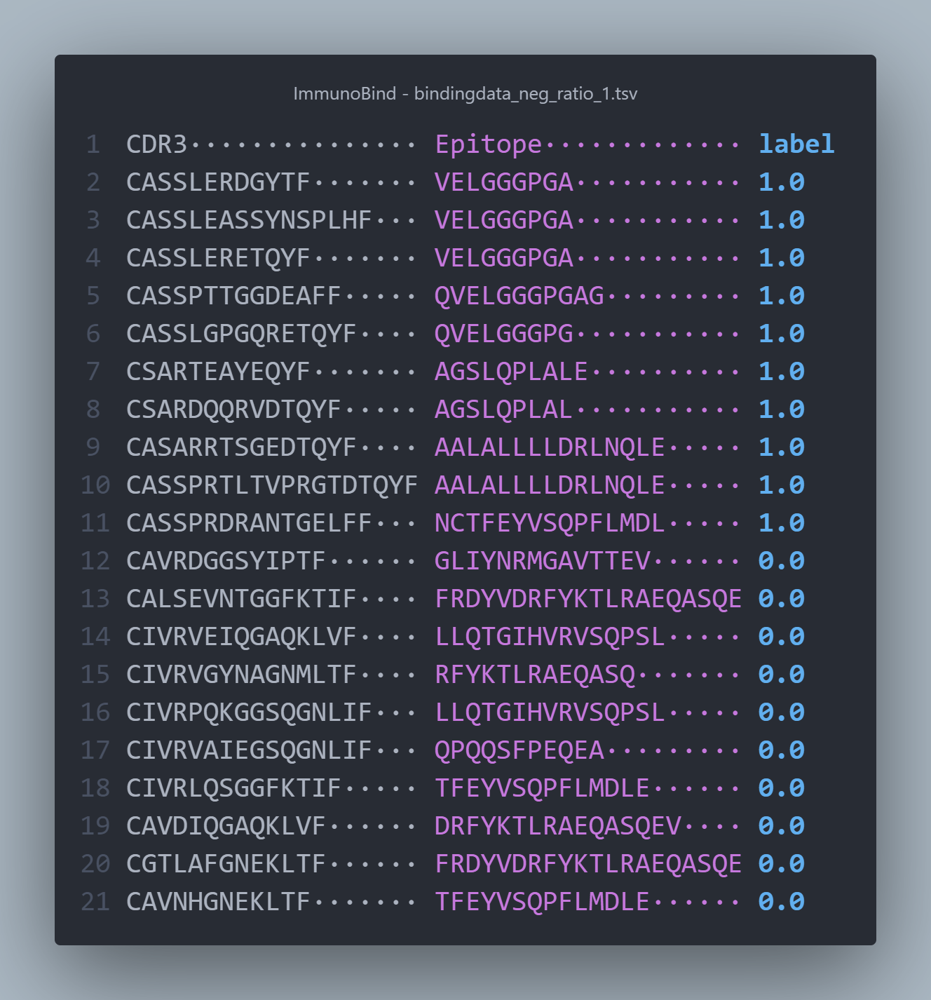 ImmunoBind - bindingdata_neg_ratio_1.tsv
1 CDR3··············· Epitope············· label
2 CASSLERDGYTF······· VELGGGPGA··········· 1.0
3 CASSLEASSYNSPLHF··· VELGGGPGA··········· 1.0
4 CASSLERETQYF······· VELGGGPGA··········· 1.0
5 CASSPTTGGDEAFF····· QVELGGGPGAG········· 1.0
6 CASSLGPGQRETQYF···· QVELGGGPG··········· 1.0
7 CSARTEAYEQYF······· AGSLQPLALE·········· 1.0
8 CSARDQQRVDTQYF····· AGSLQPLAL··········· 1.0
9 CASARRTSGEDTQYF···· AALALLLLDRLNQLE····· 1.0
10 CASSPRTLTVPRGTDTQYF AALALLLLDRLNQLE····· 1.0
11 CASSPRDRANTGELFF··· NCTFEYVSQPFLMDL····· 1.0
12 CAVRDGGSYIPTF······ GLIYNRMGAVTTEV······ 0.0
13 CALSEVNTGGFKTIF···· FRDYVDRFYKTLRAEQASQE 0.0
14 CIVRVEIQGAQKLVF···· LLQTGIHVRVSQPSL····· 0.0
15 CIVRVGYNAGNMLTF···· RFYKTLRAEQASQ······· 0.0
16 CIVRPQKGGSQGNLIF··· LLQTGIHVRVSQPSL····· 0.0
17 CIVRVAIEGSQGNLIF··· QPQQSFPEQEA········· 0.0
18 CIVRLQSGGFKTIF····· TFEYVSQPFLMDLE······ 0.0
19 CAVDIQGAQKLVF······ DRFYKTLRAEQASQEV···· 0.0
20 CGTLAFGNEKLTF······ FRDYVDRFYKTLRAEQASQE 0.0
21 CAVNHGNEKLTF······· TFEYVSQPFLMDLE······ 0.0